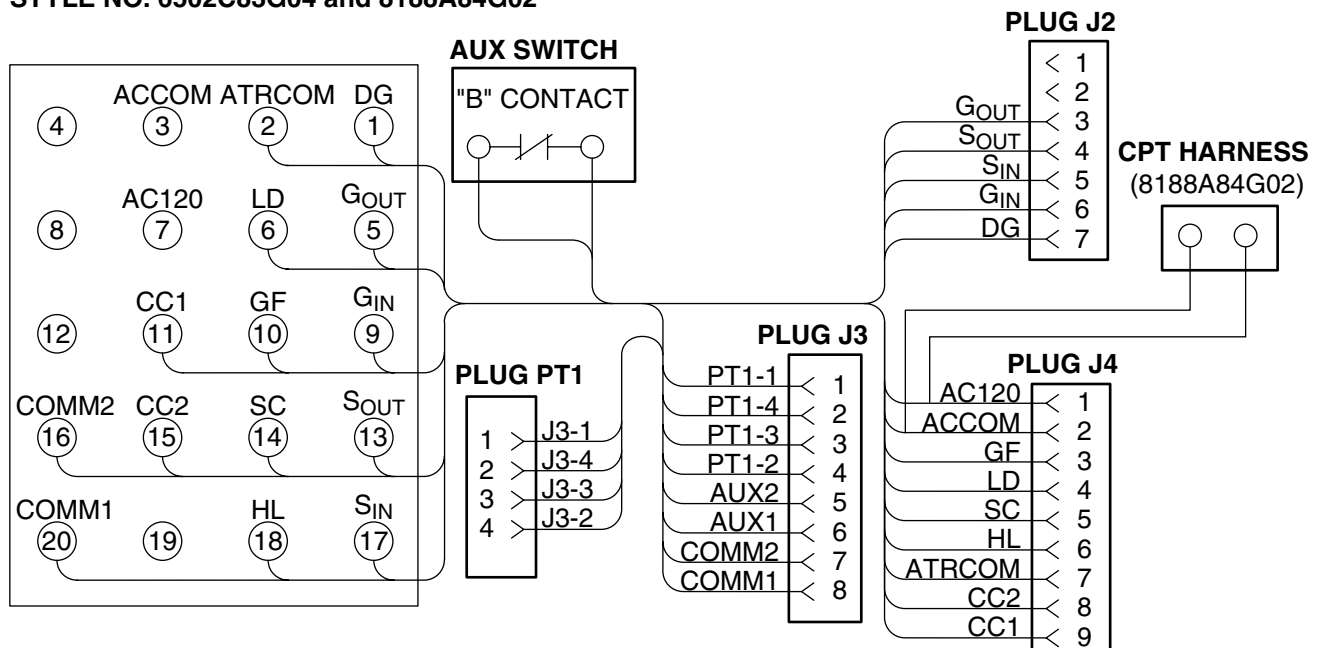 STYLE NO. 6502C83G04 and 8188A84G02
PLUG J2
AUX SWITCH
"B" CONTACT
ACCOM ATRCOM DG
4 3 2 1
AC120 LD GOUT
8 7 6 5
CC1 GF GIN
12 11 10 9
COMM2 CC2 SC SOUT
16 15 14 13
COMM1 HL SIN
20 19 18 17
1
2
GOUT 3
SOUT 4
SIN 5
GIN 6
DG 7
CPT HARNESS
(8188A84G02)
PLUG PT1
1 J3-1
2 J3-4
3 J3-3
4 J3-2
PLUG J3
PT1-1 1
PT1-4 2
PT1-3 3
PT1-2 4
AUX2 5
AUX1 6
COMM2 7
COMM1 8
PLUG J4
AC120 1
ACCOM 2
GF 3
LD 4
SC 5
HL 6
ATRCOM 7
CC2 8
CC1 9